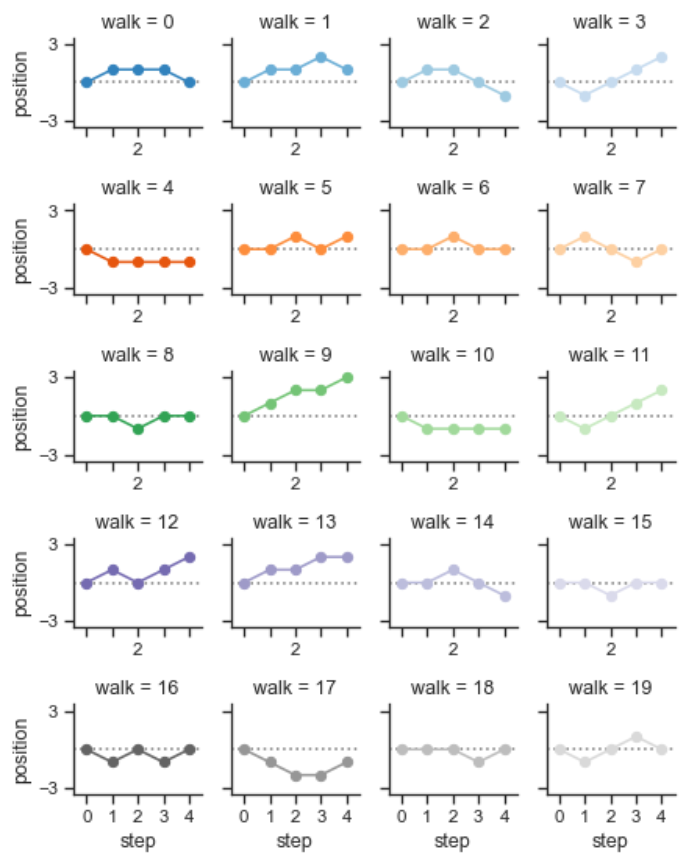 walk = 0 walk = 1 walk = 2 walk = 3
3
position
−3
2 2 2 2
walk = 4 walk = 5 walk = 6 walk = 7
3
position
−3
2 2 2 2
walk = 8 walk = 9 walk = 10 walk = 11
3
position
−3
2 2 2 2
walk = 12 walk = 13 walk = 14 walk = 15
3
position
−3
2 2 2 2
walk = 16 walk = 17 walk = 18 walk = 19
3
position
−3
0 1 2 3 4 0 1 2 3 4 0 1 2 3 4 0 1 2 3 4
step step step step